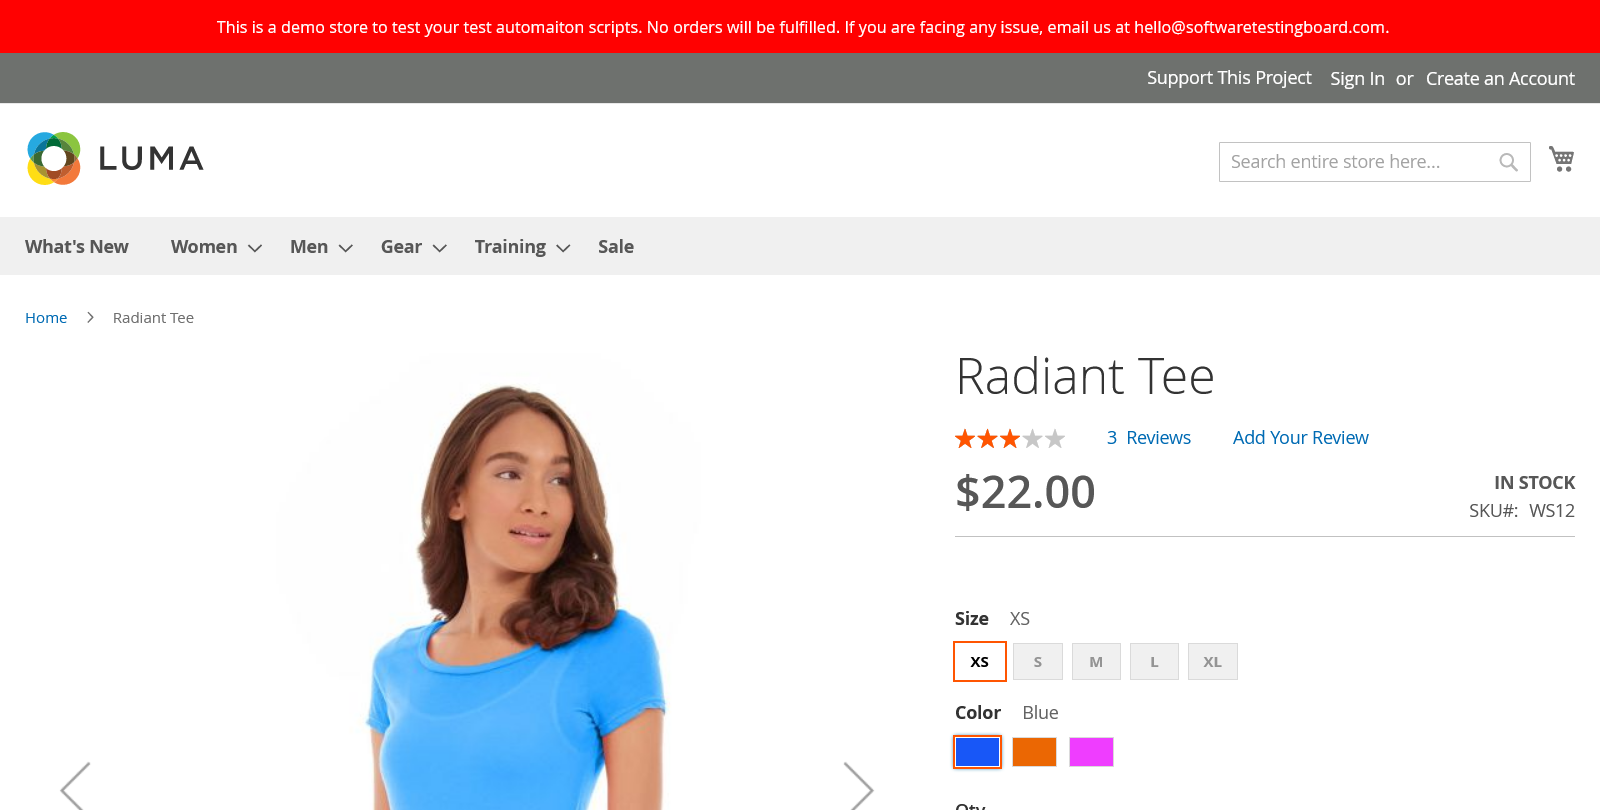 This is a demo store to test your test automaiton scripts. No orders will be fulfilled. If you are facing any issue, email us at hello@softwaretestingboard.com.
Support This Project Sign In or Create an Account
LUMA
Search entire store here...
What's New Women Men Gear Training Sale
Home Radiant Tee
Radiant Tee
3 Reviews Add Your Review
$22.00
IN STOCK
SKU#: WS12
Size XS
XS S M L XL
Color Blue
Qty